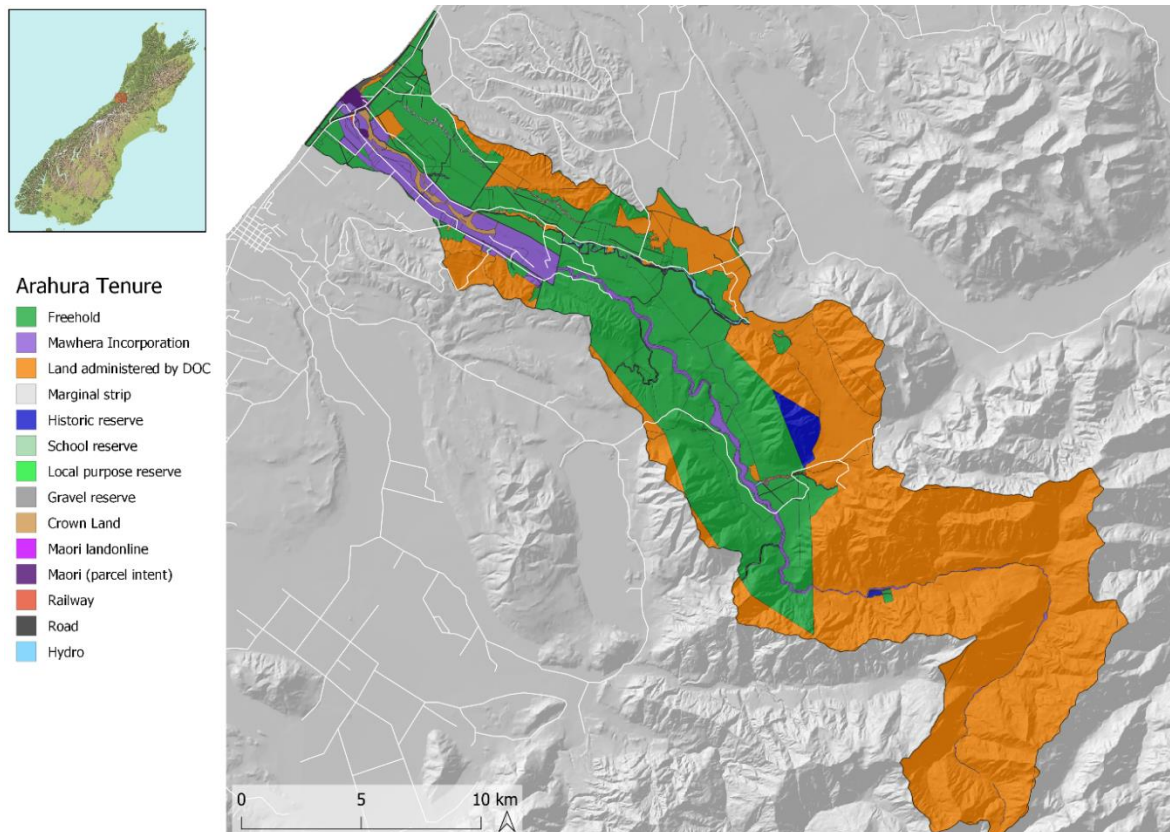 Arahura Tenure
Freehold
Mawhera Incorporation
Land administered by DOC
Marginal strip
Historic reserve
School reserve
Local purpose reserve
Gravel reserve
Crown Land
Maori landonline
Maori (parcel intent)
Railway
Road
Hydro
0 5 10 km